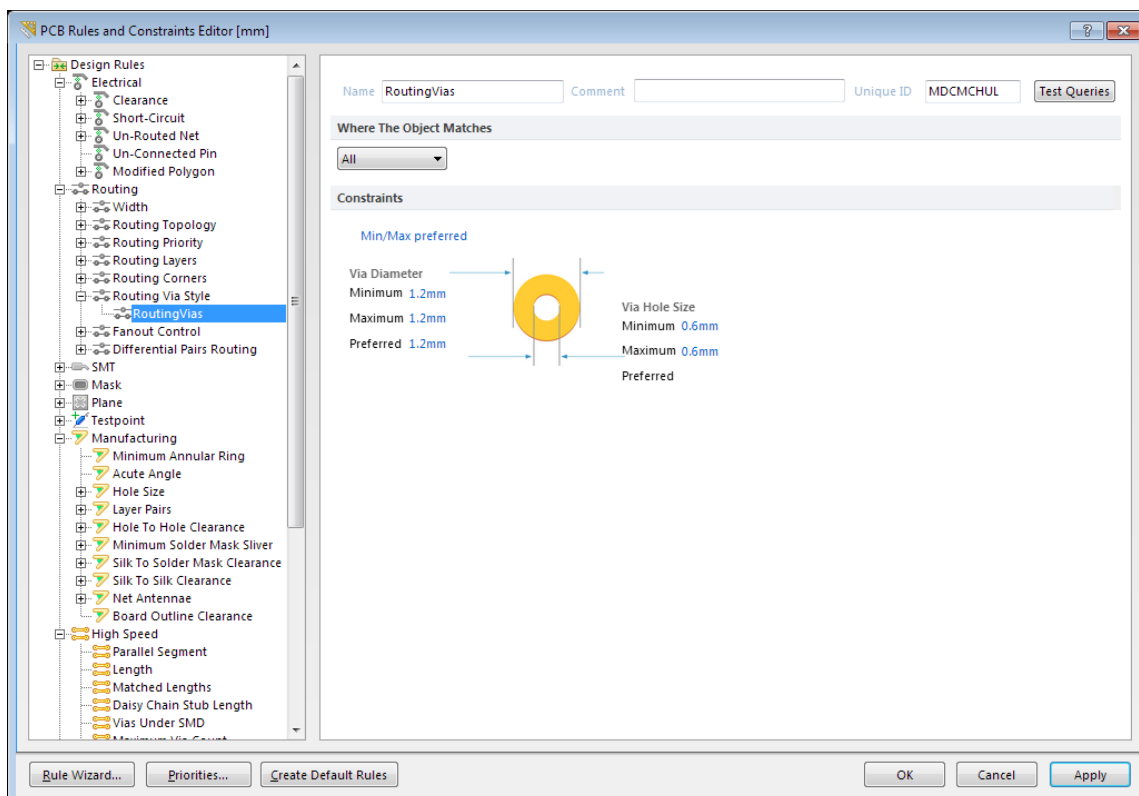 PCB Rules and Constraints Editor [mm]
Design Rules
Electrical
Clearance
Short-Circuit
Un-Routed Net
Un-Connected Pin
Modified Polygon
Routing
Width
Routing Topology
Routing Priority
Routing Layers
Routing Corners
Routing Via Style
RoutingVias
Fanout Control
Differential Pairs Routing
SMT
Mask
Plane
Testpoint
Manufacturing
Minimum Annular Ring
Acute Angle
Hole Size
Layer Pairs
Hole To Hole Clearance
Minimum Solder Mask Sliver
Silk To Solder Mask Clearance
Silk To Silk Clearance
Net Antennae
Board Outline Clearance
High Speed
Parallel Segment
Length
Matched Lengths
Daisy Chain Stub Length
Vias Under SMD
Maximum Via Count
Name RoutingVias Comment Unique ID MDCMCHUL Test Queries
Where The Object Matches
All
Constraints
Min/Max preferred
Via Diameter
Minimum 1.2mm
Maximum 1.2mm
Preferred 1.2mm
Via Hole Size
Minimum 0.6mm
Maximum 0.6mm
Preferred
Rule Wizard... Priorities... Create Default Rules OK Cancel Apply